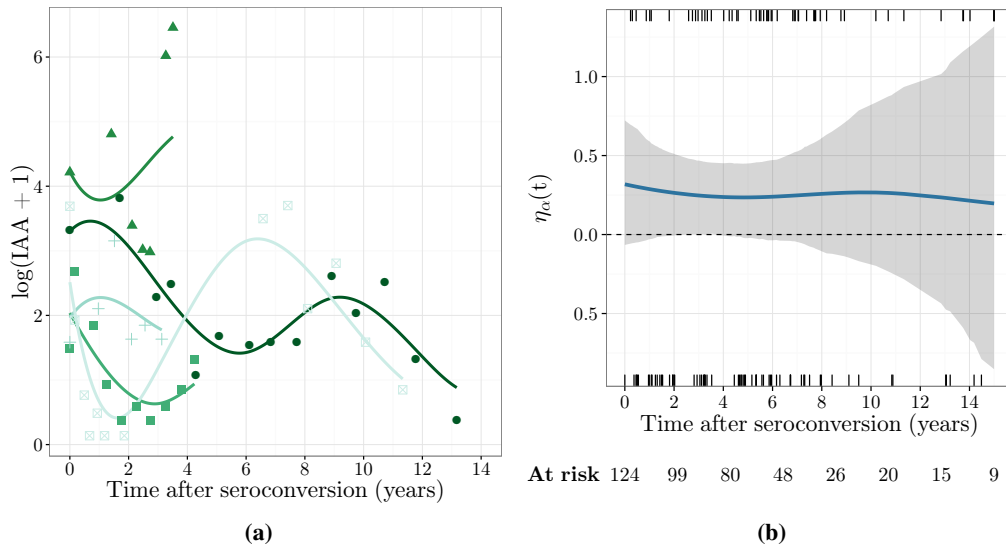 log(IAA + 1)
6
4
2
0
0 2 4 6 8 10 12 14
Time after seroconversion (years)
(a)
η_α(t)
1.0
0.5
0.0
0.5
0 2 4 6 8 10 12 14
Time after seroconversion (years)
At risk 124 99 80 48 26 20 15 9
(b)